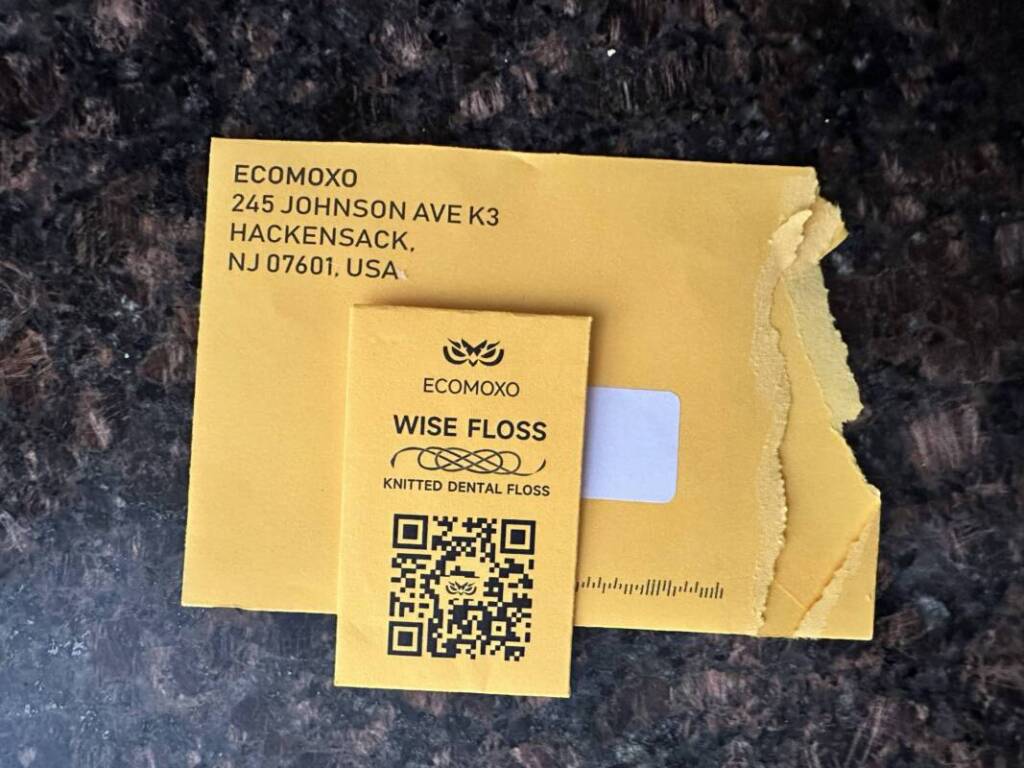 ECOMOXO
245 JOHNSON AVE K3
HACKENSACK,
NJ 07601, USA
ECOMOXO
WISE FLOSS
KNITTED DENTAL FLOSS